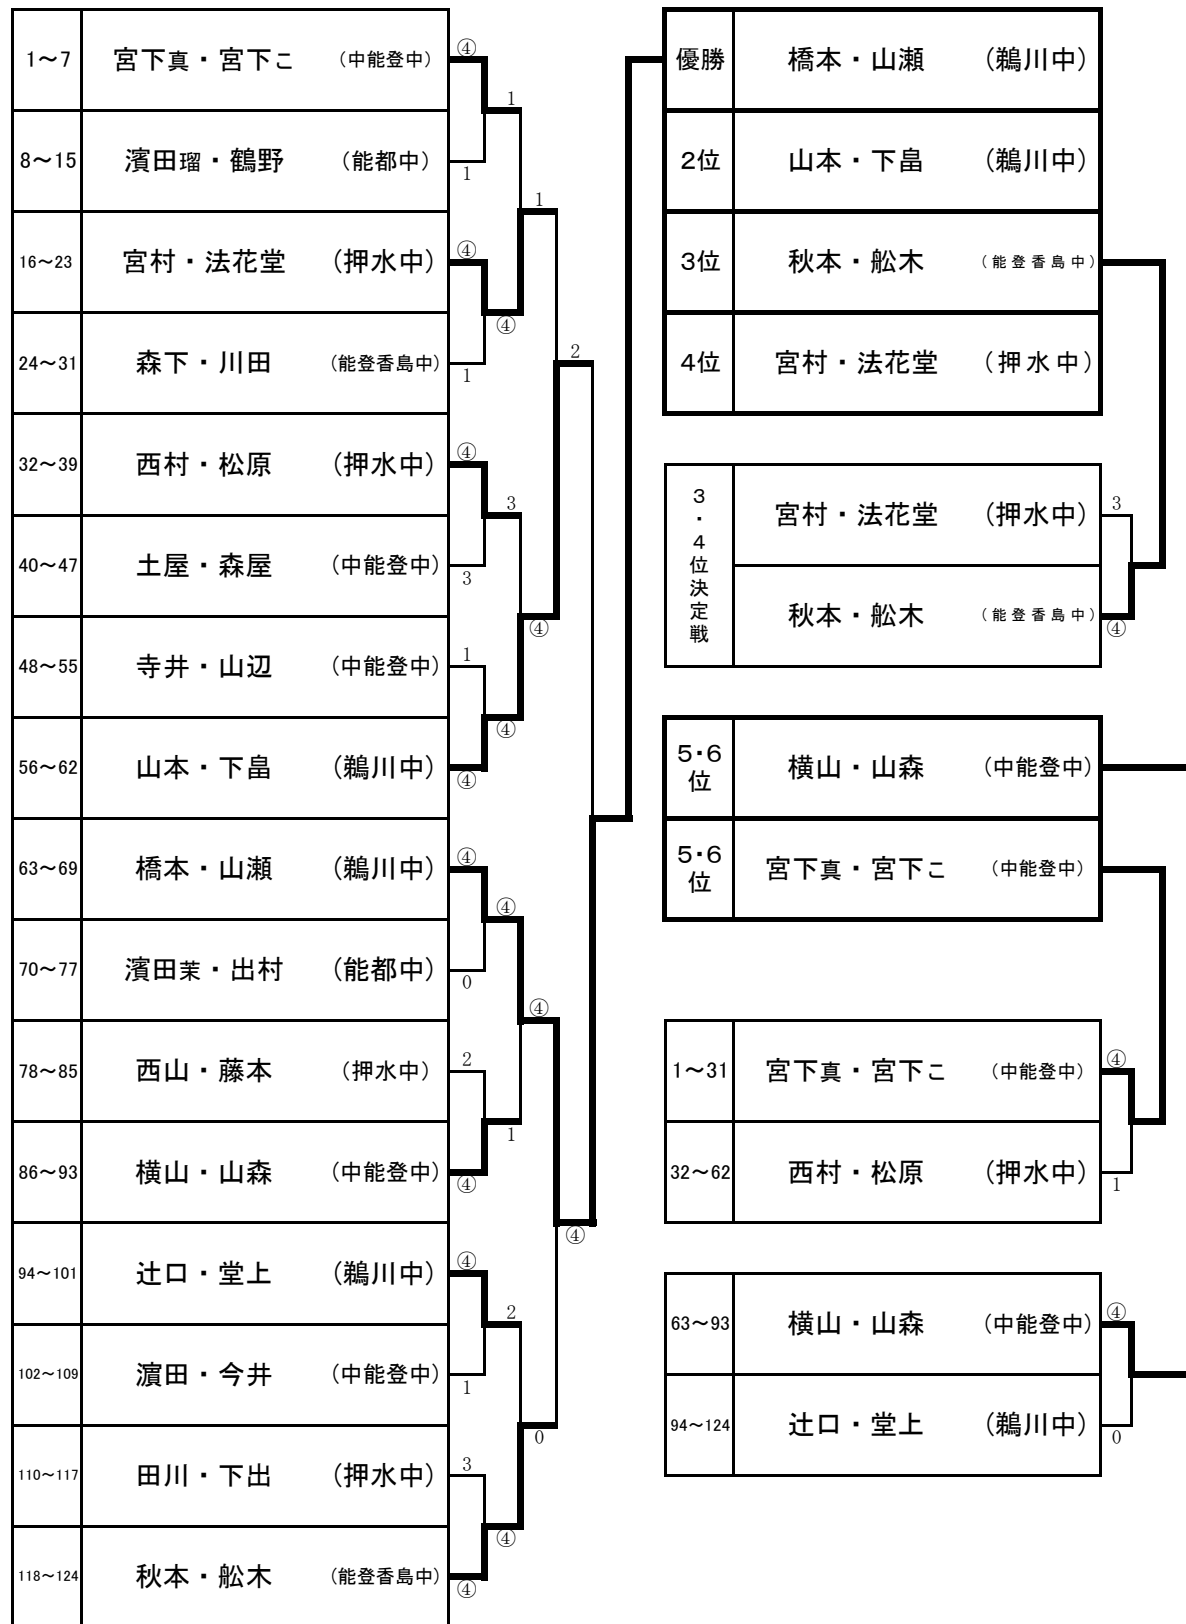 1～7 宮下真・宮下こ (中能登中) ④
1
8～15 濱田瑠・鶴野 (能都中) 1
1
16～23 宮村・法花堂 (押水中) ④
④
24～31 森下・川田 (能登香島中) 1
2
32～39 西村・松原 (押水中) ④
3
40～47 土屋・森屋 (中能登中) 3
④
48～55 寺井・山辺 (中能登中) 1
④
56～62 山本・下畠 (鵜川中) ④
63～69 橋本・山瀬 (鵜川中) ④
④
70～77 濱田茉・出村 (能都中) 0
④
78～85 西山・藤本 (押水中) 2
1
86～93 横山・山森 (中能登中) ④
④
94～101 辻口・堂上 (鵜川中) ④
2
102～109 濵田・今井 (中能登中) 1
0
110～117 田川・下出 (押水中) 3
④
118～124 秋本・舩木 (能登香島中) ④
優勝 橋本・山瀬 (鵜川中)
2位 山本・下畠 (鵜川中)
3位 秋本・舩木 (能登香島中)
4位 宮村・法花堂 (押水中)
3・4位決定戦
宮村・法花堂 (押水中) 3
秋本・舩木 (能登香島中) ④
5・6位 横山・山森 (中能登中)
5・6位 宮下真・宮下こ (中能登中)
1～31 宮下真・宮下こ (中能登中) ④
32～62 西村・松原 (押水中) 1
63～93 横山・山森 (中能登中) ④
94～124 辻口・堂上 (鵜川中) 0